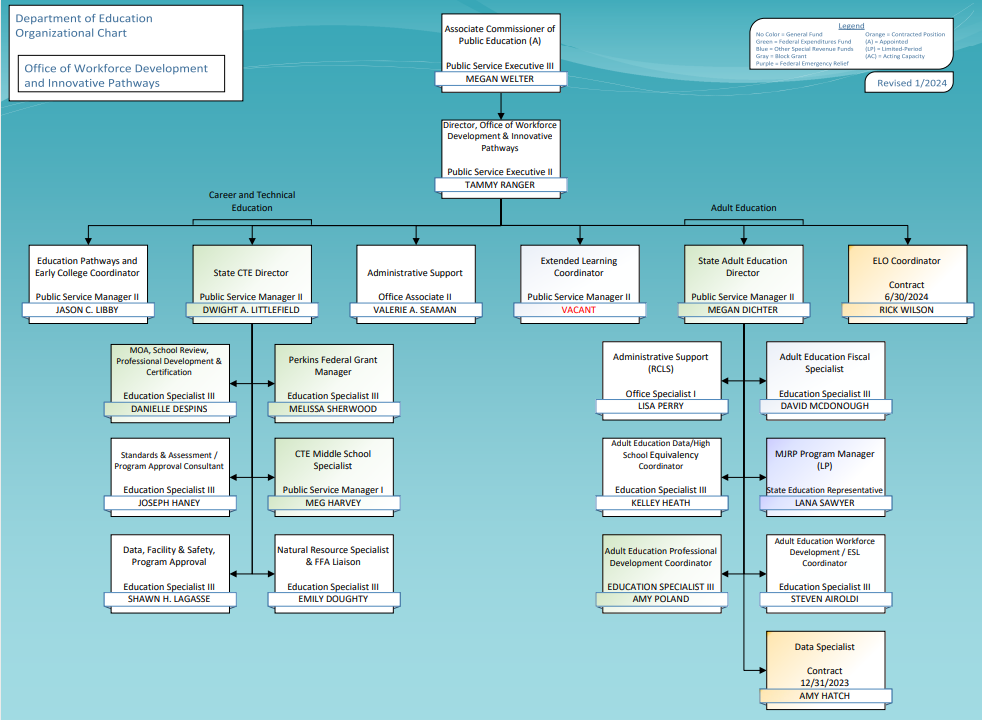 Department of Education
Organizational Chart
Office of Workforce Development
and Innovative Pathways
Associate Commissioner of
Public Education (A)
Public Service Executive III
MEGAN WELTER
Legend
No Color = General Fund
Green = Federal Expenditures Fund
Blue = Other Special Revenue Funds
Gray = Block Grant
Purple = Federal Emergency Relief
Orange = Contracted Position
(A) = Appointed
(LP) = Limited-Period
(AC) = Acting Capacity
Revised 1/2024
Director, Office of Workforce
Development & Innovative
Pathways
Public Service Executive II
TAMMY RANGER
Career and Technical
Education
Adult Education
Education Pathways and
Early College Coordinator
Public Service Manager II
JASON C. LIBBY
State CTE Director
Public Service Manager II
DWIGHT A. LITTLEFIELD
Administrative Support
Office Associate II
VALERIE A. SEAMAN
Extended Learning
Coordinator
Public Service Manager II
VACANT
State Adult Education
Director
Public Service Manager II
MEGAN DICHTER
ELO Coordinator
Contract
6/30/2024
RICK WILSON
MOA, School Review,
Professional Development &
Certification
Education Specialist III
DANIELLE DESPINS
Perkins Federal Grant
Manager
Education Specialist III
MELISSA SHERWOOD
Administrative Support
(RCLS)
Office Specialist I
LISA PERRY
Adult Education Fiscal
Specialist
Education Specialist III
DAVID MCDONOUGH
Standards & Assessment /
Program Approval Consultant
Education Specialist III
JOSEPH HANEY
CTE Middle School
Specialist
Public Service Manager I
MEG HARVEY
Adult Education Data/High
School Equivalency
Coordinator
Education Specialist III
KELLEY HEATH
MJRP Program Manager
(LP)
State Education Representative
LANA SAWYER
Data, Facility & Safety,
Program Approval
Education Specialist III
SHAWN H. LAGASSE
Natural Resource Specialist
& FFA Liaison
Education Specialist III
EMILY DOUGHTY
Adult Education Professional
Development Coordinator
EDUCATION SPECIALIST III
AMY POLAND
Adult Education Workforce
Development / ESL
Coordinator
Education Specialist III
STEVEN AIROLDI
Data Specialist
Contract
12/31/2023
AMY HATCH